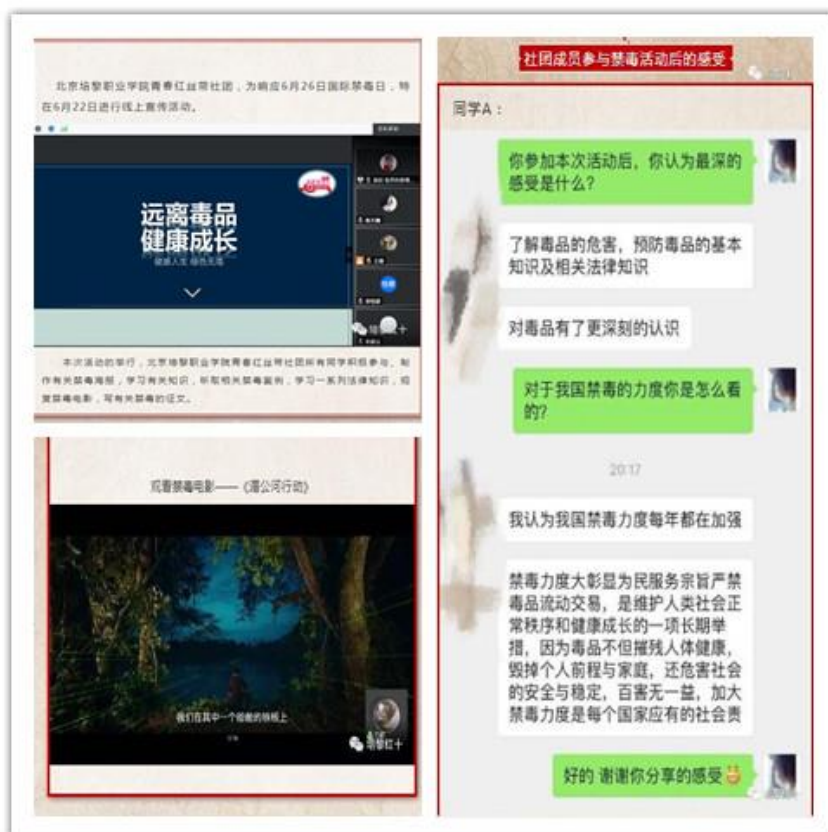 北京培黎职业学院青春红丝带社团，为响应6月26日国际禁毒日，特
在6月22日进行线上宣传活动。
远离毒品
健康成长
健康人生 绿色无毒
本次活动的举行，北京培黎职业学院青春红丝带社团所有同学积极参与、制
作有关禁毒海报，学习有关知识，听取相关禁毒案例，学习一系列法律知识，观
赏禁毒电影，写有关禁毒的征文。
观看禁毒电影——《湄公河行动》
我们在其中一个船舱的铁板上
培黎红十
社团成员参与禁毒活动后的感受
同学A：
你参加本次活动后，你认为最深的
感受是什么？
了解毒品的危害，预防毒品的基本
知识及相关法律知识
对毒品有了更深刻的认识
对于我国禁毒的力度你是怎么看
的？
20:17
我认为我国禁毒力度每年都在加强
禁毒力度大彰显为民服务宗旨严禁
毒品流动交易，是维护人类社会正
常秩序和健康成长的一项长期举
措，因为毒品不但摧残人体健康，
毁掉个人前程与家庭，还危害社会
的安全与稳定，百害无一益，加大
禁毒力度是每个国家应有的社会责
好的 谢谢你分享的感受